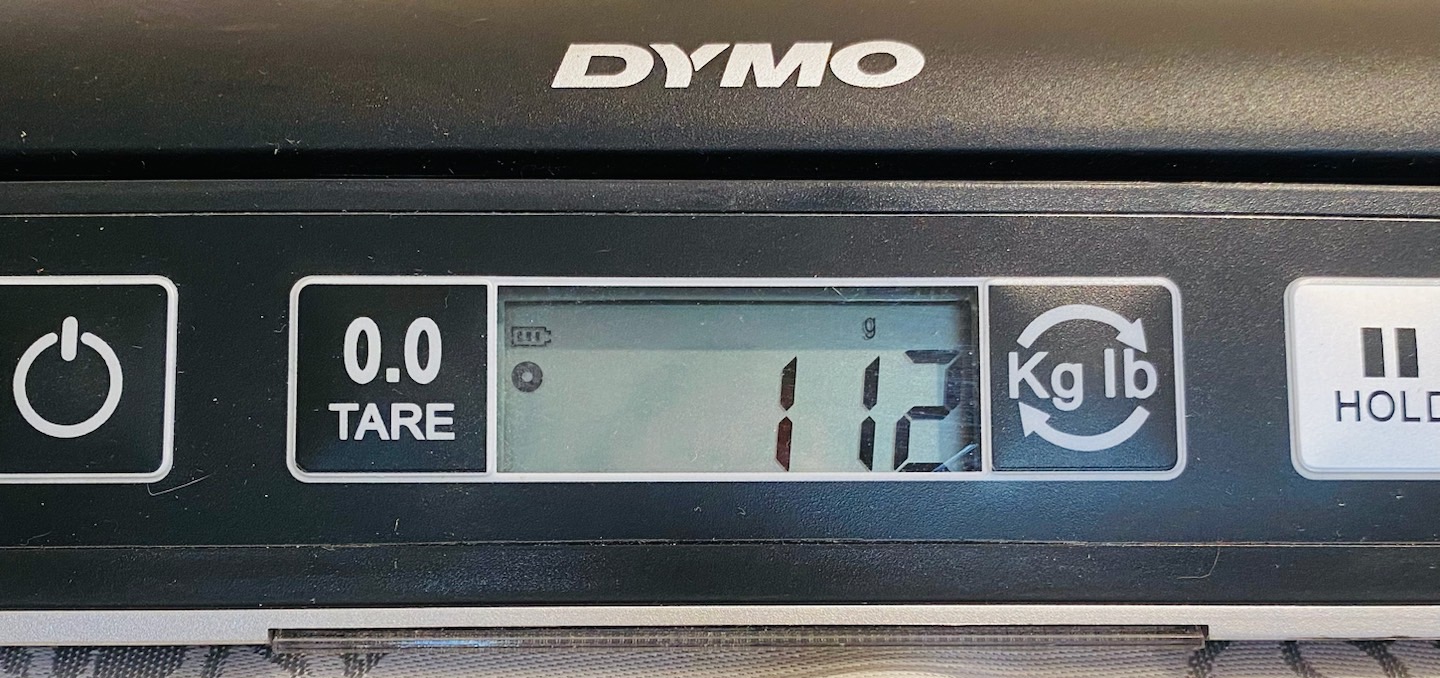 DYMO
0.0
TARE
g
112
Kg lb
HOLD